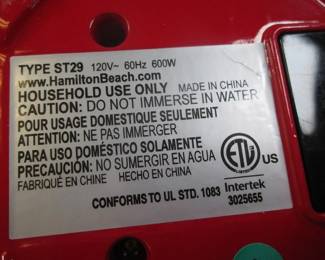 TYPE ST29 120V~ 60Hz 600W
www.HamiltonBeach.com
HOUSEHOLD USE ONLY MADE IN CHINA
CAUTION: DO NOT IMMERSE IN WATER
POUR USAGE DOMESTIQUE SEULEMENT
ATTENTION: NE PAS IMMERGER
PARA USO DOMÉSTICO SOLAMENTE
PRECAUCIÓN: NO SUMERGIR EN AGUA
FABRIQUÉ EN CHINE HECHO EN CHINA
CONFORMS TO UL STD. 1083
ETL US
Intertek
3025655